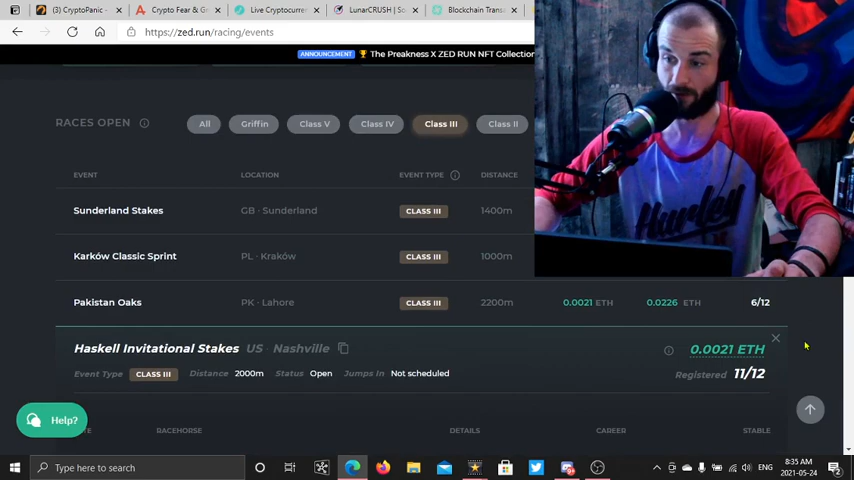 (3) CryptoPanic -
Crypto Fear & Gr
Live Cryptocurrer
LunarCRUSH | So
Blockchain Transa
https://zed.run/racing/events
ANNOUNCEMENT 🏆 The Preakness X ZED RUN NFT Collection
RACES OPEN
All Griffin Class V Class IV Class III Class II
EVENT LOCATION EVENT TYPE DISTANCE
Sunderland Stakes GB · Sunderland CLASS III 1400m
Karków Classic Sprint PL · Kraków CLASS III 1000m
Pakistan Oaks PK · Lahore CLASS III 2200m 0.0021 ETH 0.0226 ETH 6/12
Haskell Invitational Stakes US · Nashville 0.0021 ETH
Event Type CLASS III Distance 2000m Status Open Jumps In Not scheduled Registered 11/12
Help?
RACEHORSE DETAILS CAREER STABLE
Type here to search
ENG
8:35 AM
2021-05-24
Hurley